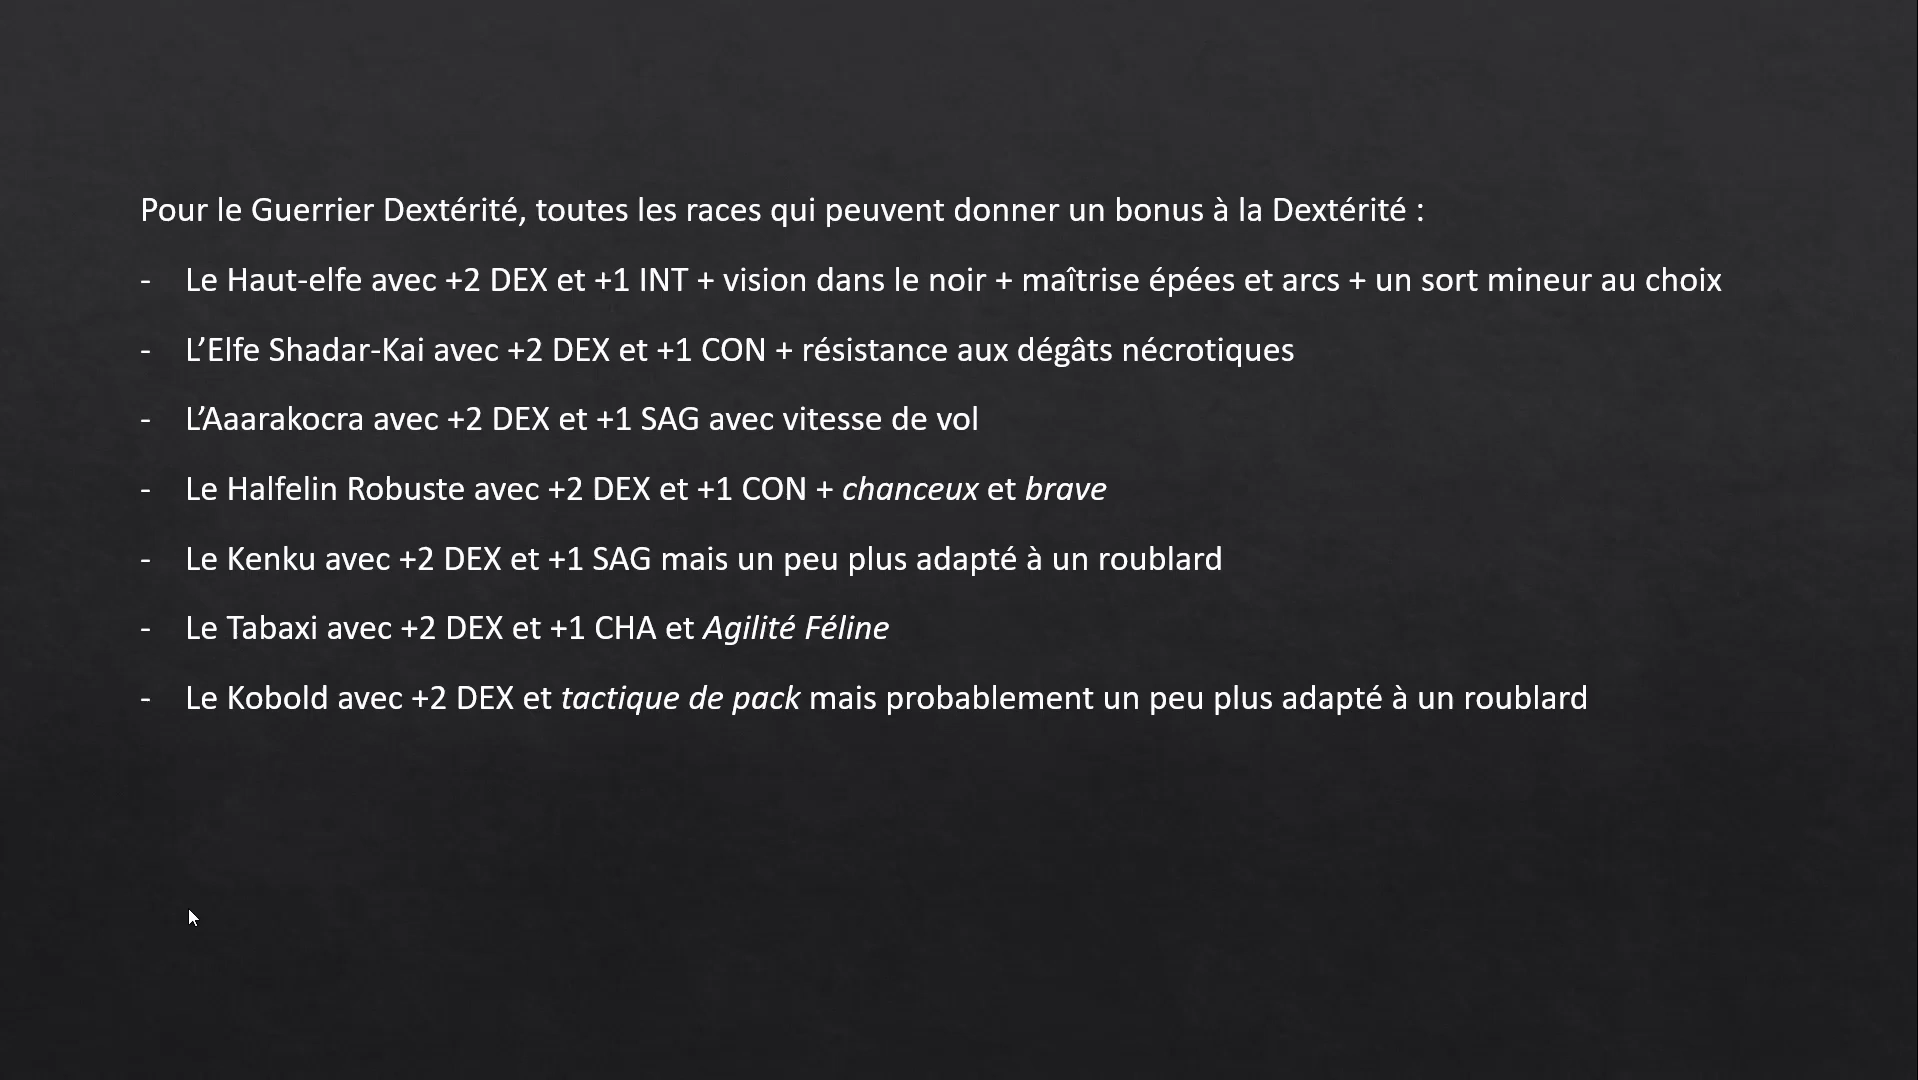 Pour le Guerrier Dextérité, toutes les races qui peuvent donner un bonus à la Dextérité :
- Le Haut-elfe avec +2 DEX et +1 INT + vision dans le noir + maîtrise épées et arcs + un sort mineur au choix
- L’Elfe Shadar-Kai avec +2 DEX et +1 CON + résistance aux dégâts nécrotiques
- L’Aaarakocra avec +2 DEX et +1 SAG avec vitesse de vol
- Le Halfelin Robuste avec +2 DEX et +1 CON + chanceux et brave
- Le Kenku avec +2 DEX et +1 SAG mais un peu plus adapté à un roublard
- Le Tabaxi avec +2 DEX et +1 CHA et Agilité Féline
- Le Kobold avec +2 DEX et tactique de pack mais probablement un peu plus adapté à un roublard